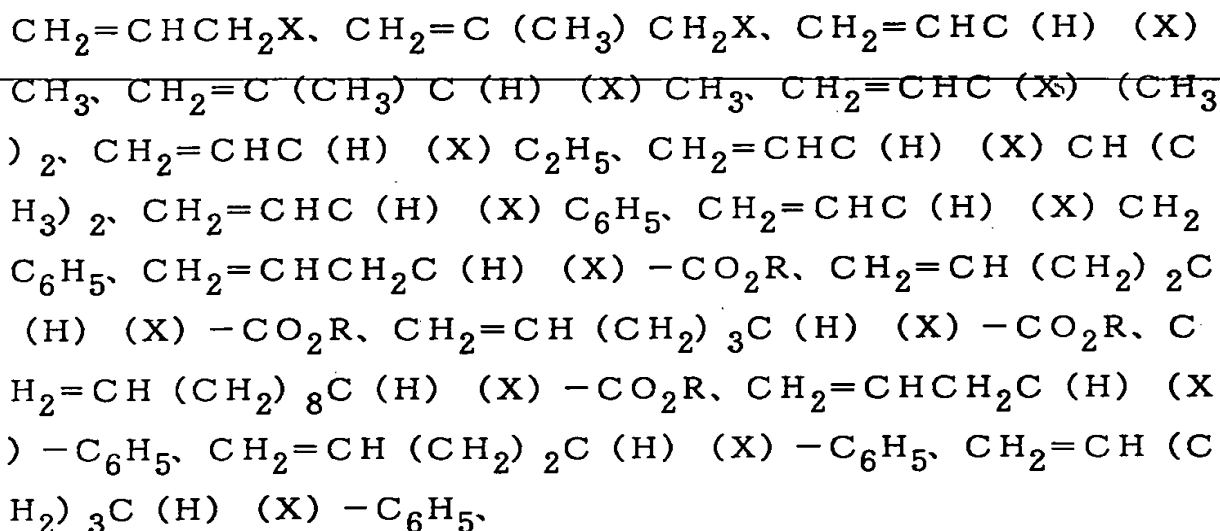 CH₂=CHCH₂X、CH₂=C(CH₃)CH₂X、CH₂=CHC(H)(X)
CH₃、CH₂=C(CH₃)C(H)(X)CH₃、CH₂=CHC(X)(CH₃
)₂、CH₂=CHC(H)(X)C₂H₅、CH₂=CHC(H)(X)CH(C
H₃)₂、CH₂=CHC(H)(X)C₆H₅、CH₂=CHC(H)(X)CH₂
C₆H₅、CH₂=CHCH₂C(H)(X)-CO₂R、CH₂=CH(CH₂)₂C
(H)(X)-CO₂R、CH₂=CH(CH₂)₃C(H)(X)-CO₂R、C
H₂=CH(CH₂)₈C(H)(X)-CO₂R、CH₂=CHCH₂C(H)(X
)-C₆H₅、CH₂=CH(CH₂)₂C(H)(X)-C₆H₅、CH₂=CH(C
H₂)₃C(H)(X)-C₆H₅、